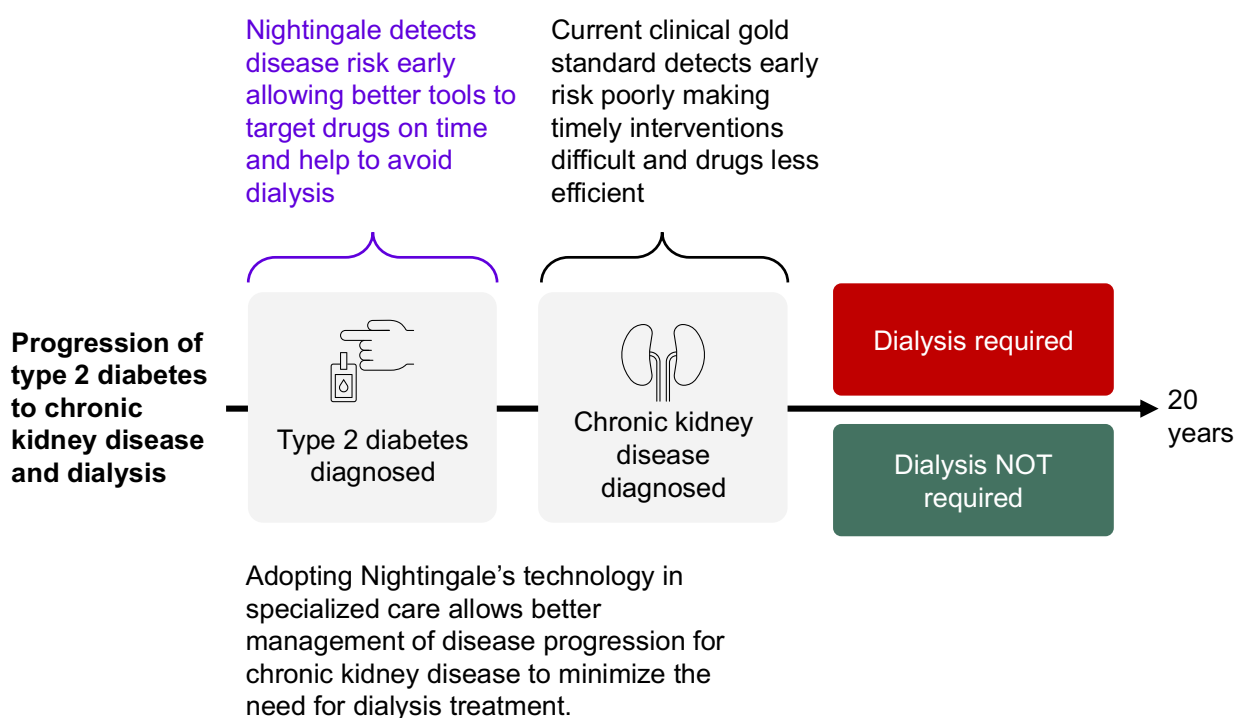 Nightingale detects
disease risk early
allowing better tools to
target drugs on time
and help to avoid
dialysis
Current clinical gold
standard detects early
risk poorly making
timely interventions
difficult and drugs less
efficient
Progression of
type 2 diabetes
to chronic
kidney disease
and dialysis
Type 2 diabetes
diagnosed
Chronic kidney
disease
diagnosed
Dialysis required
Dialysis NOT
required
20
years
Adopting Nightingale’s technology in
specialized care allows better
management of disease progression for
chronic kidney disease to minimize the
need for dialysis treatment.